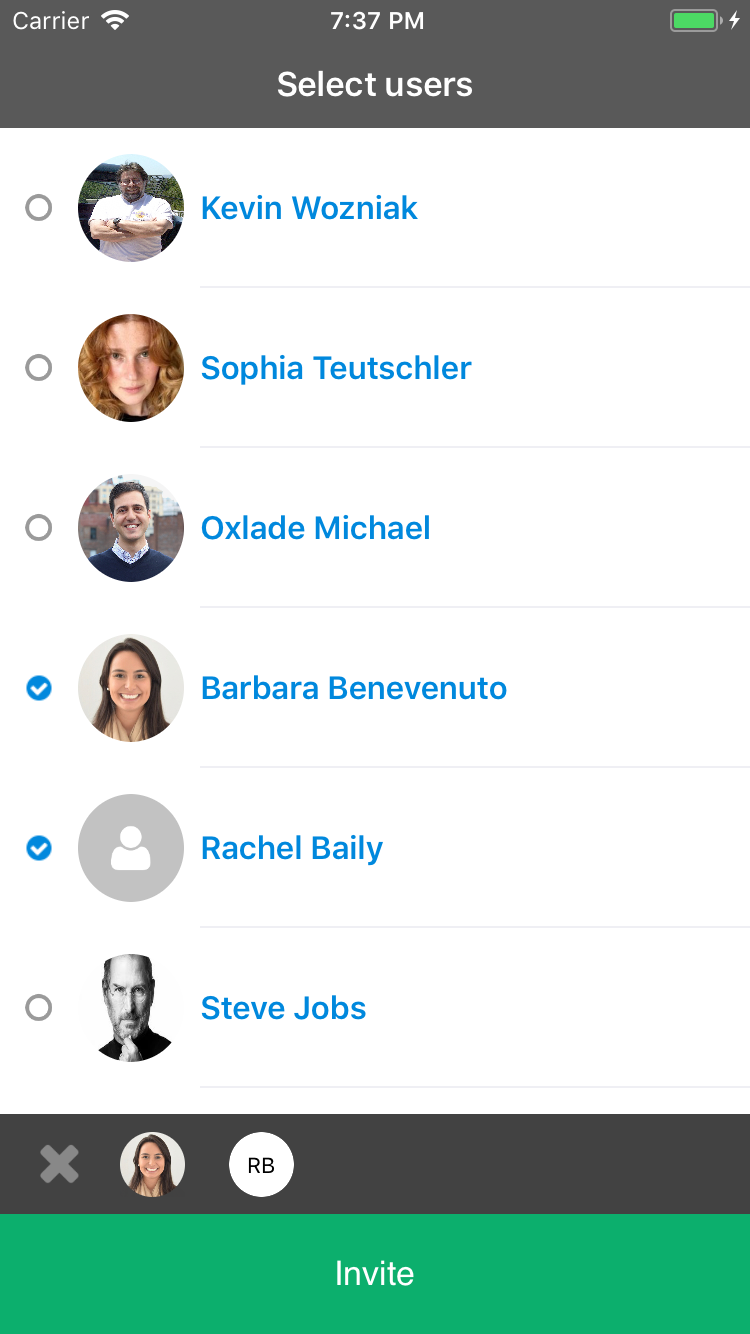 Carrier 7:37 PM
Select users
Kevin Wozniak
Sophia Teutschler
Oxlade Michael
Barbara Benevenuto
Rachel Baily
Steve Jobs
RB
Invite